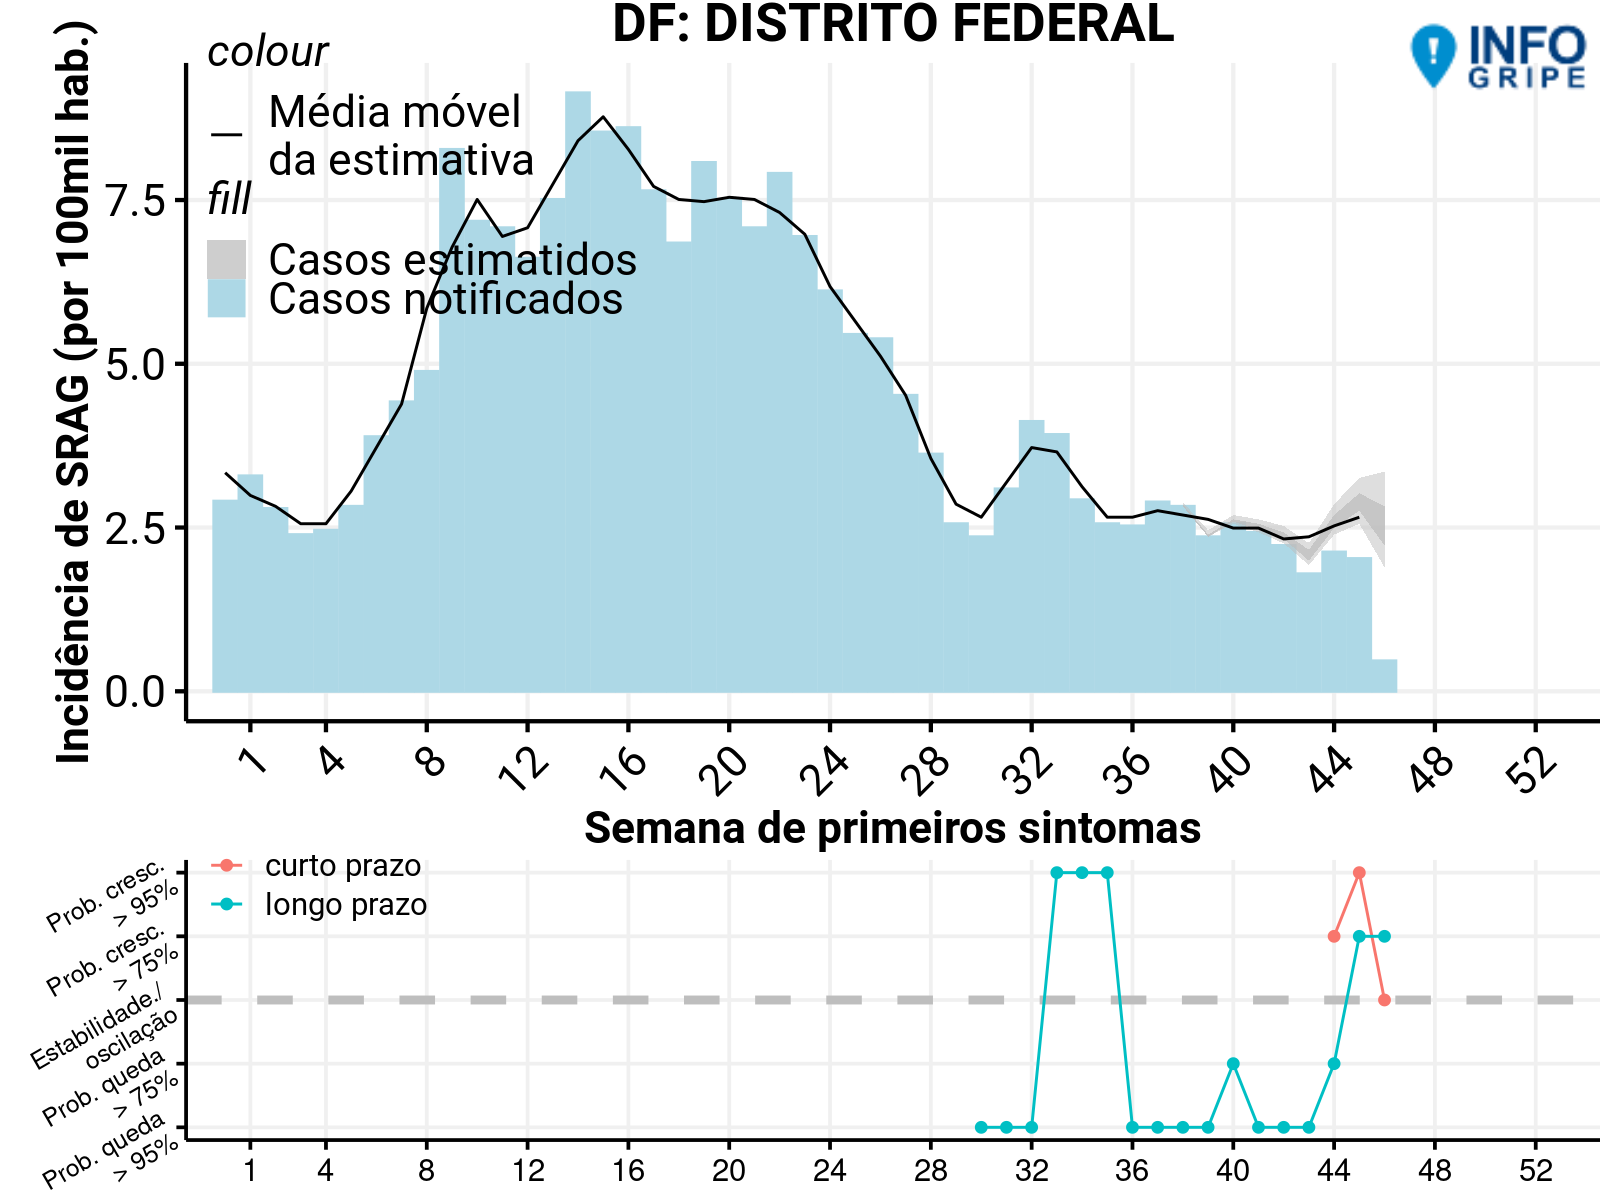 DF: DISTRITO FEDERAL
INFO
GRIPE
Incidência de SRAG (por 100mil hab.)
colour
Média móvel
da estimativa
fill
Casos estimatidos
Casos notificados
7.5
5.0
2.5
0.0
1 4 8 12 16 20 24 28 32 36 40 44 48 52
Semana de primeiros sintomas
curto prazo
longo prazo
Prob. cresc.
> 95%
Prob. cresc.
> 75%
Estabilidade./
oscilação
Prob. queda
> 75%
Prob. queda
> 95%
1 4 8 12 16 20 24 28 32 36 40 44 48 52